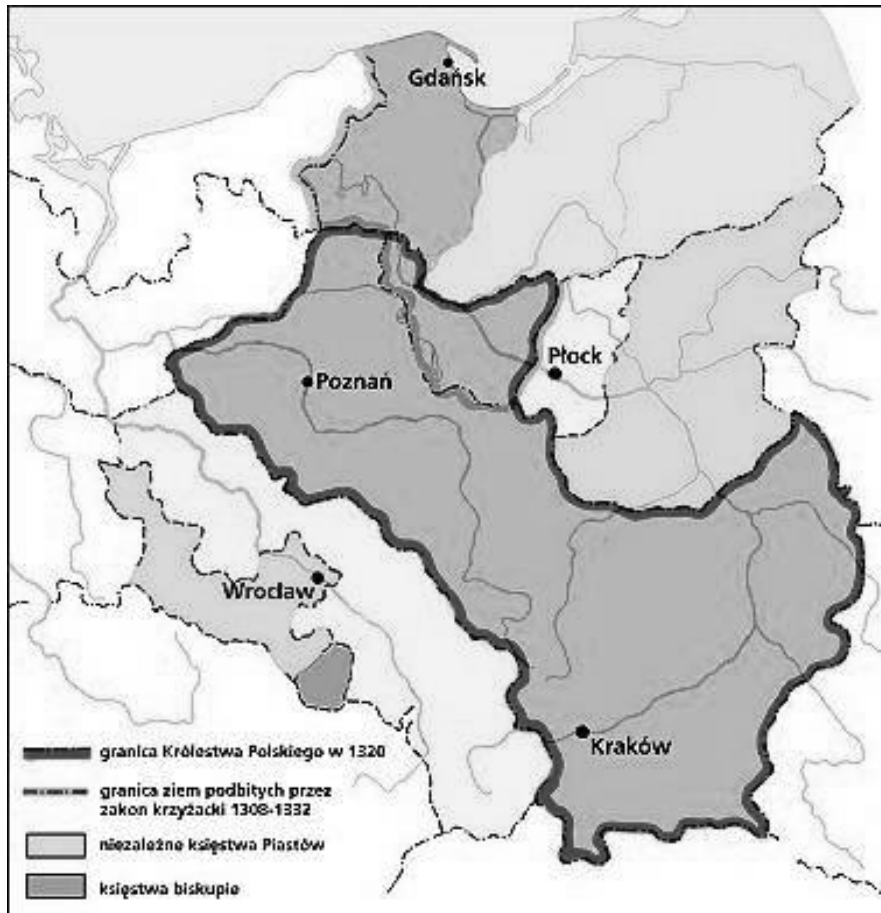 Gdańsk
Płock
Poznań
Wrocław
Kraków
granica Królestwa Polskiego w 1320
granica ziem podbitych przez
zakon krzyżacki 1308-1332
niezależne księstwa Piastów
księstwa biskupie